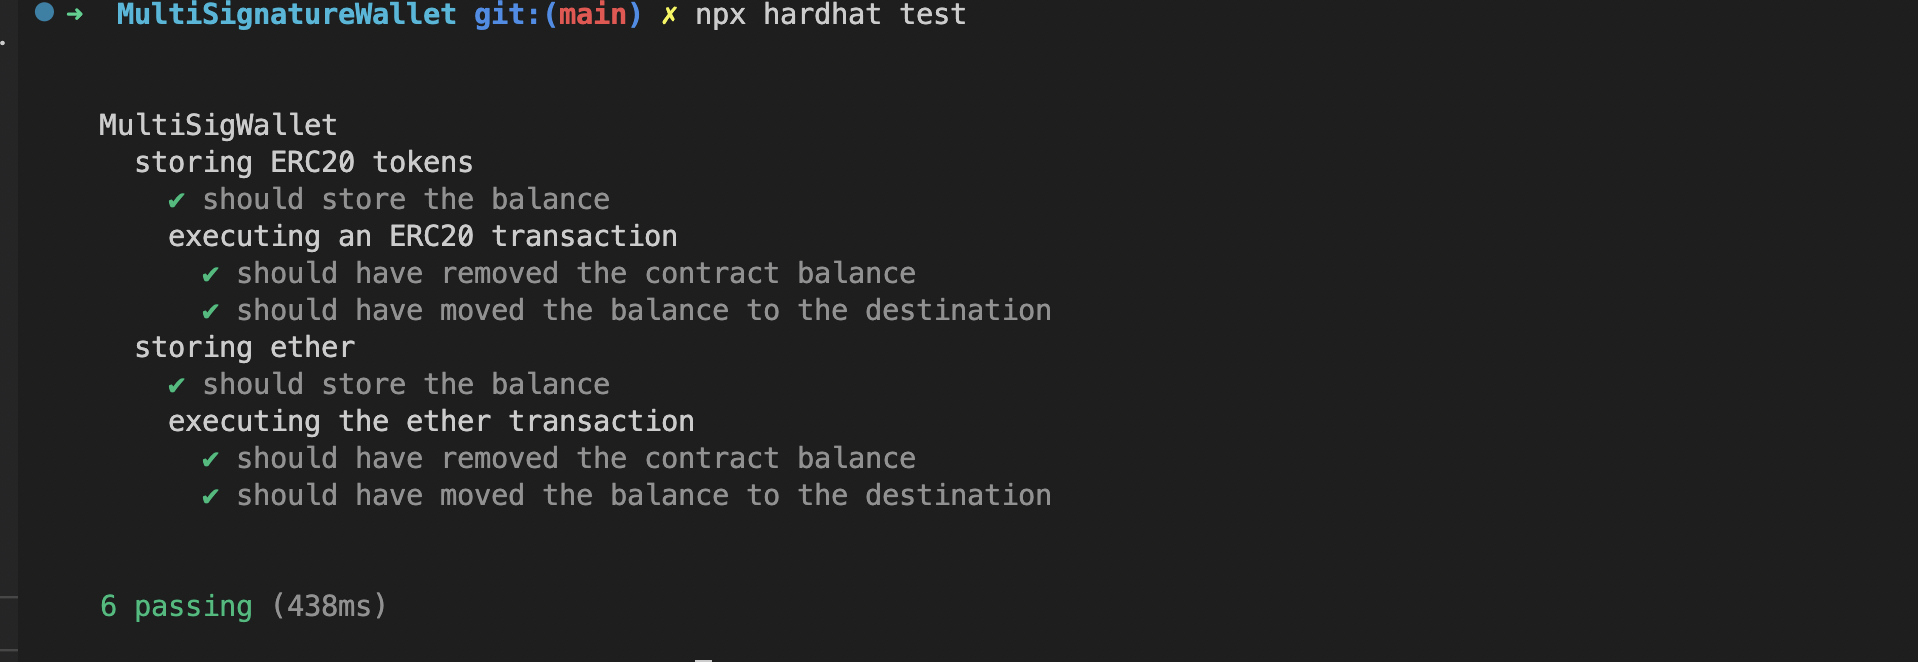 ➜ MultiSignatureWallet git:(main) ✗ npx hardhat test
MultiSigWallet
storing ERC20 tokens
✔ should store the balance
executing an ERC20 transaction
✔ should have removed the contract balance
✔ should have moved the balance to the destination
storing ether
✔ should store the balance
executing the ether transaction
✔ should have removed the contract balance
✔ should have moved the balance to the destination
6 passing (438ms)